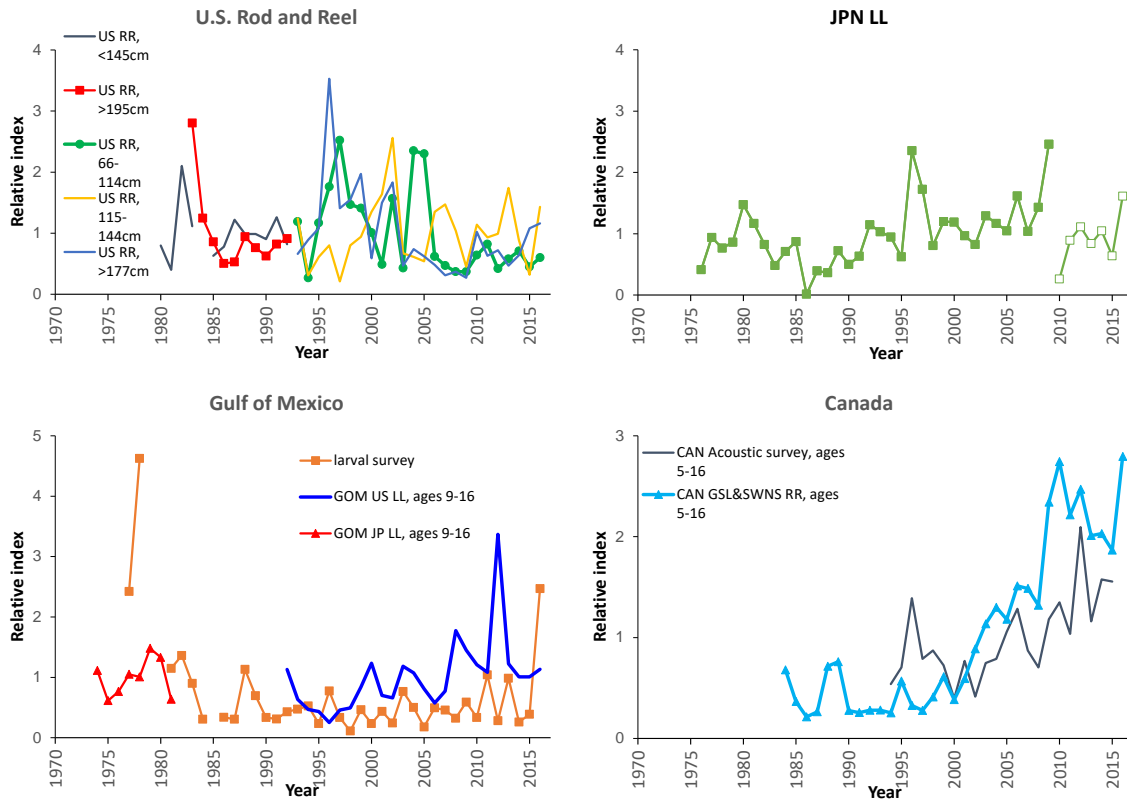 U.S. Rod and Reel
US RR,
<145cm
US RR,
>195cm
US RR,
66-
114cm
US RR,
115-
144cm
US RR,
>177cm
Relative index
4
3
2
1
0
1970
1975
1980
1985
1990
1995
2000
2005
2010
2015
Year
JPN LL
Relative index
4
3
2
1
0
1970
1975
1980
1985
1990
1995
2000
2005
2010
2015
Year
Gulf of Mexico
larval survey
GOM US LL, ages 9-16
GOM JP LL, ages 9-16
Relative index
5
4
3
2
1
0
1970
1975
1980
1985
1990
1995
2000
2005
2010
2015
Year
Canada
CAN Acoustic survey, ages
5-16
CAN GSL&SWNS RR, ages
5-16
Relative index
3
2
1
0
1970
1975
1980
1985
1990
1995
2000
2005
2010
2015
Year